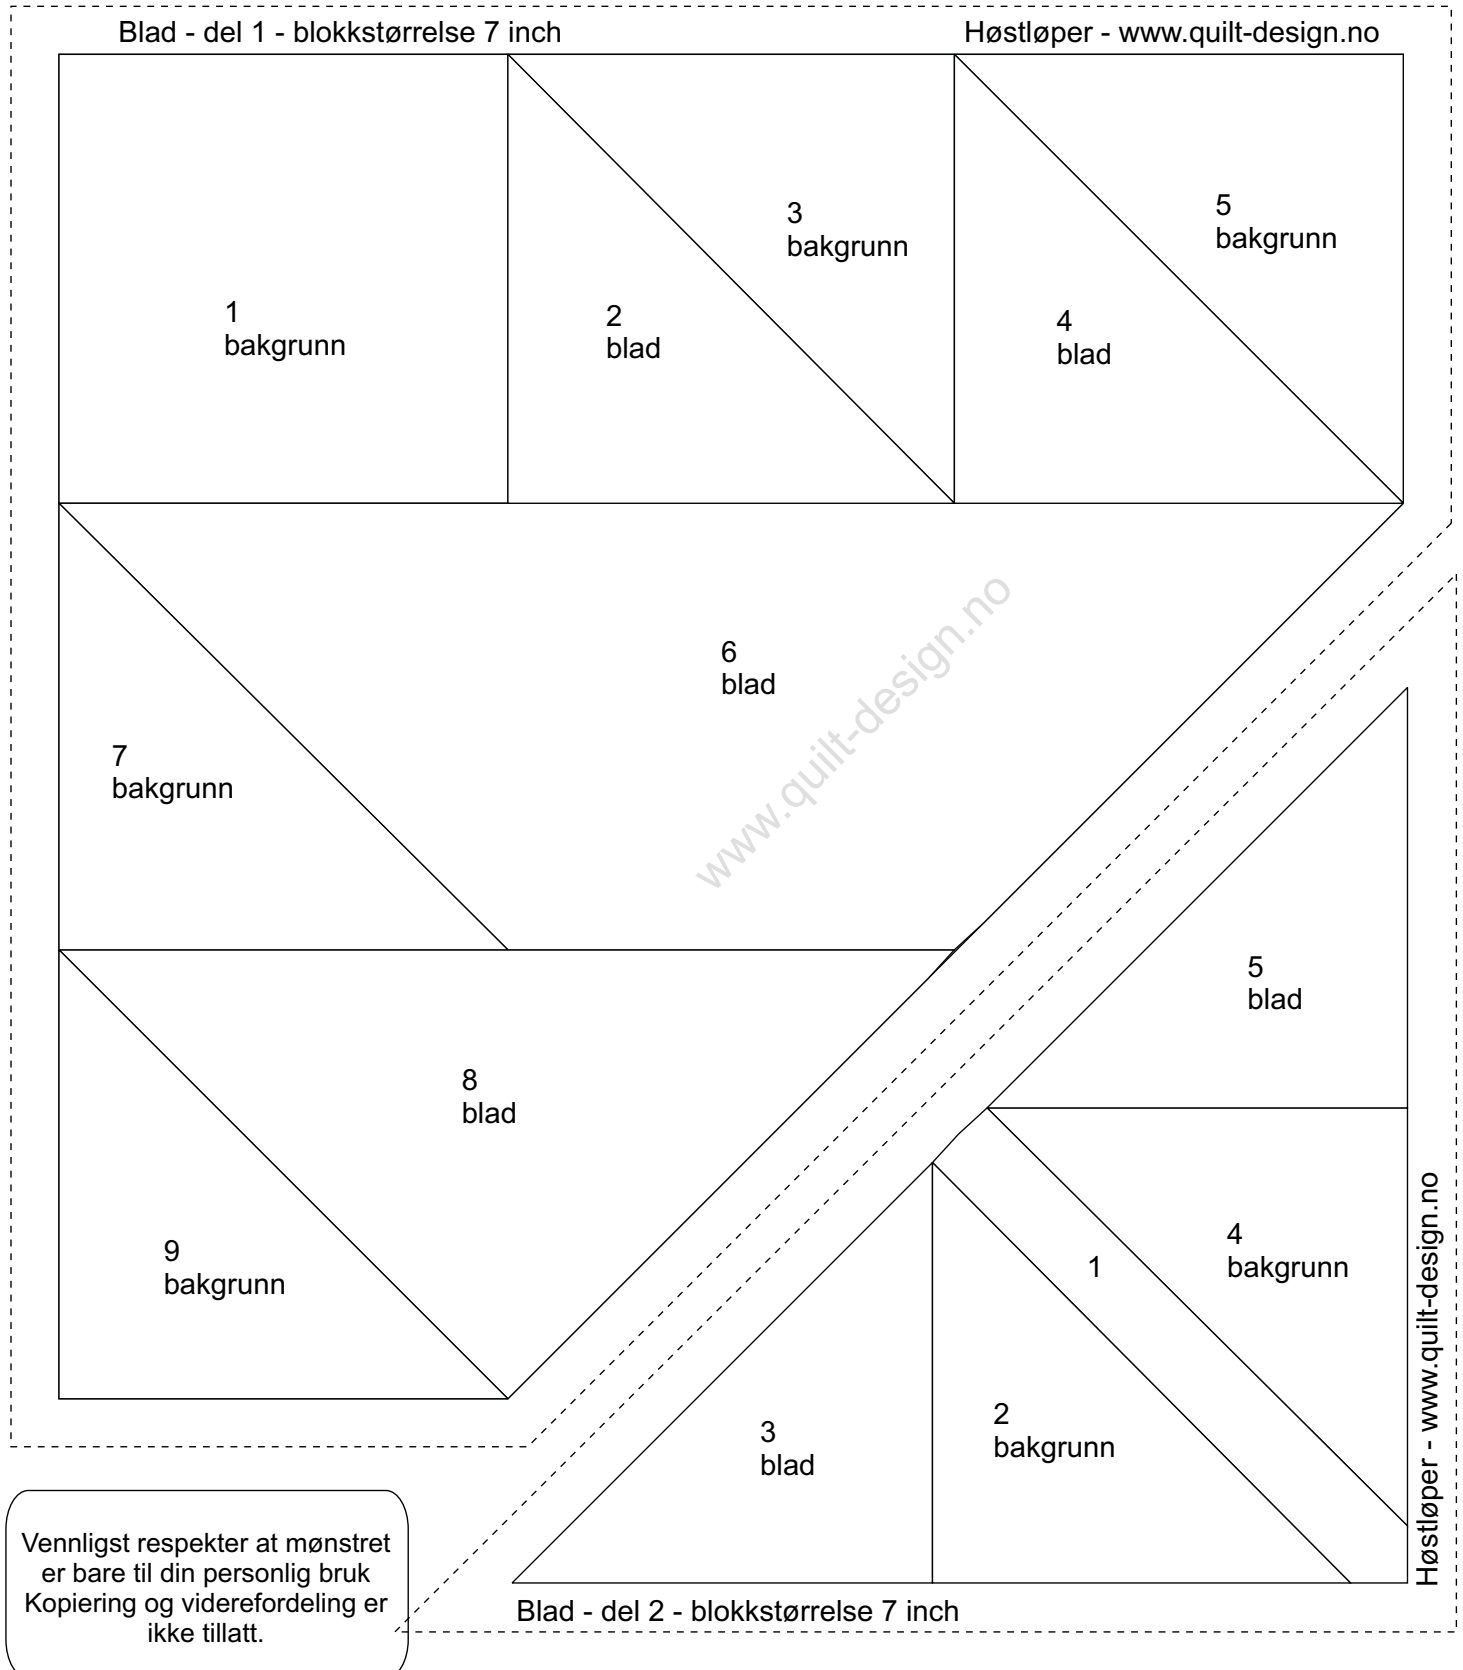 Blad - del 1 - blokkstørrelse 7 inch
Høstløper - www.quilt-design.no
1
bakgrunn
2
blad
3
bakgrunn
4
blad
5
bakgrunn
6
blad
www.quilt-design.no
7
bakgrunn
8
blad
9
bakgrunn
5
blad
4
bakgrunn
1
2
bakgrunn
3
blad
Høstløper - www.quilt-design.no
Blad - del 2 - blokkstørrelse 7 inch
Vennligst respekter at mønstret
er bare til din personlig bruk
Kopiering og viderefordeling er
ikke tillatt.